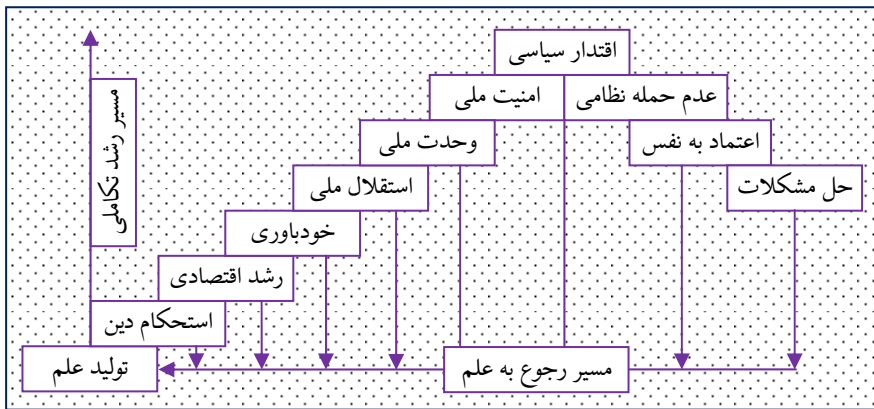 اقتدار سیاسی
عدم حمله نظامی
امنیت ملی
اعتماد به نفس
وحدت ملی
حل مشکلات
استقلال ملی
خودباوری
رشد اقتصادی
استحکام دین
مسیر رجوع به علم
تولید علم
مسیر رشد تکاملی